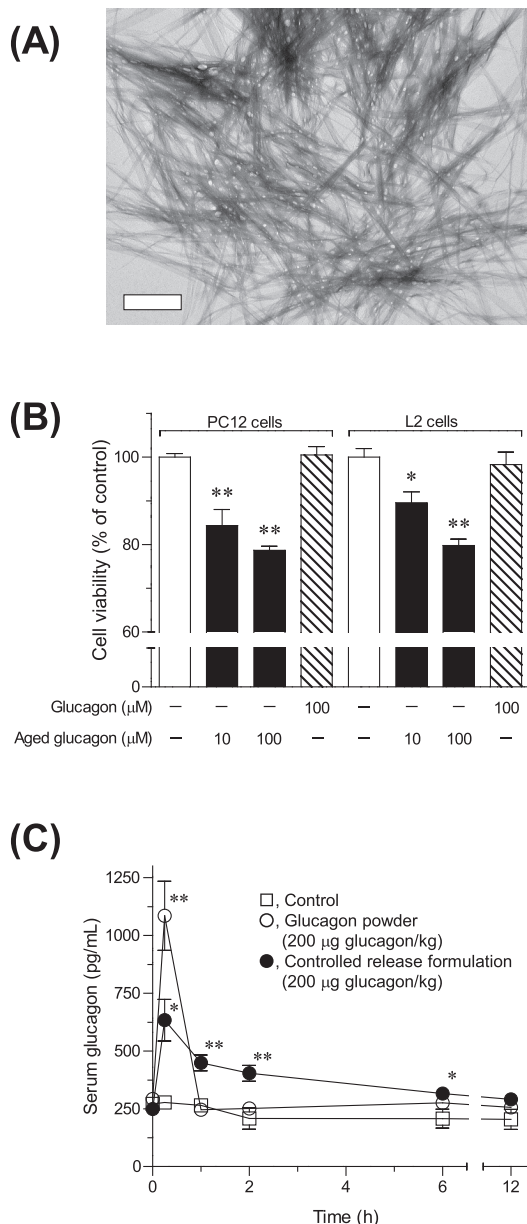 (A)
(B)
PC12 cells
L2 cells
Cell viability (% of control)
100
80
60
0
**
**
*
**
Glucagon (μM) – – – 100 – – – 100
Aged glucagon (μM) – 10 100 – – 10 100 –
(C)
Serum glucagon (pg/mL)
1250
1000
750
500
250
0
**
*
**
**
*
□, Control
○, Glucagon powder
(200 μg glucagon/kg)
●, Controlled release formulation
(200 μg glucagon/kg)
0 2 4 6 12
Time (h)